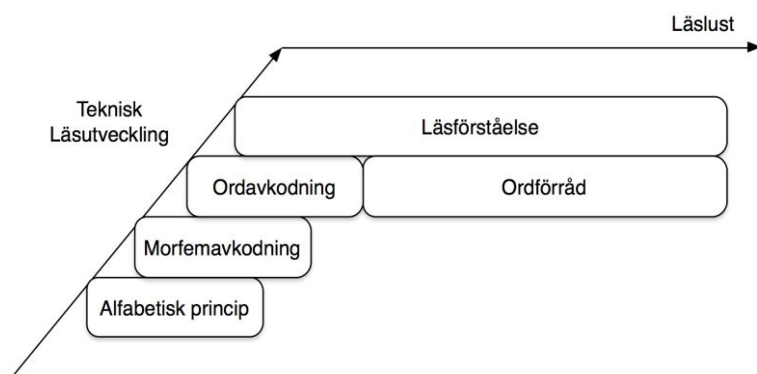 Läslust
Teknisk
Läsutveckling
Läsförståelse
Ordavkodning
Ordförråd
Morfemavkodning
Alfabetisk princip